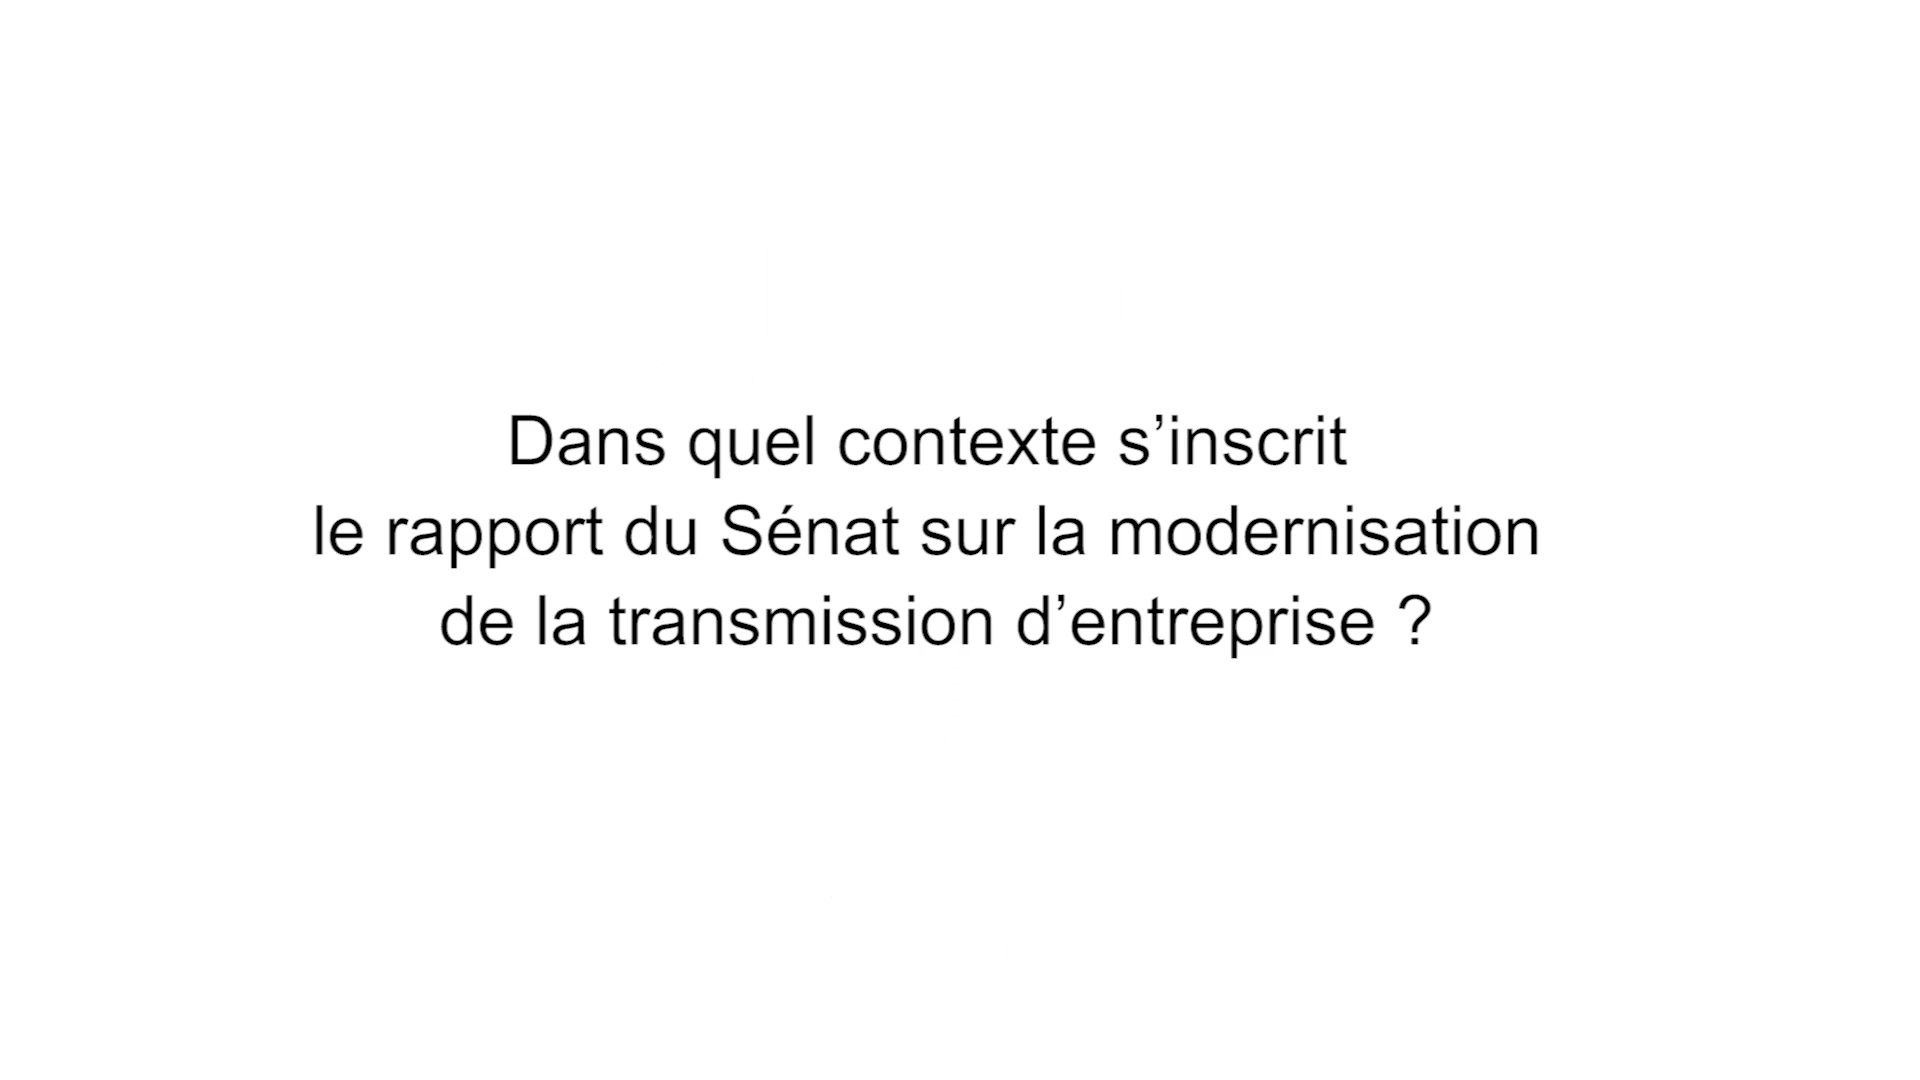 Dans quel contexte s’inscrit
le rapport du Sénat sur la modernisation
de la transmission d’entreprise ?